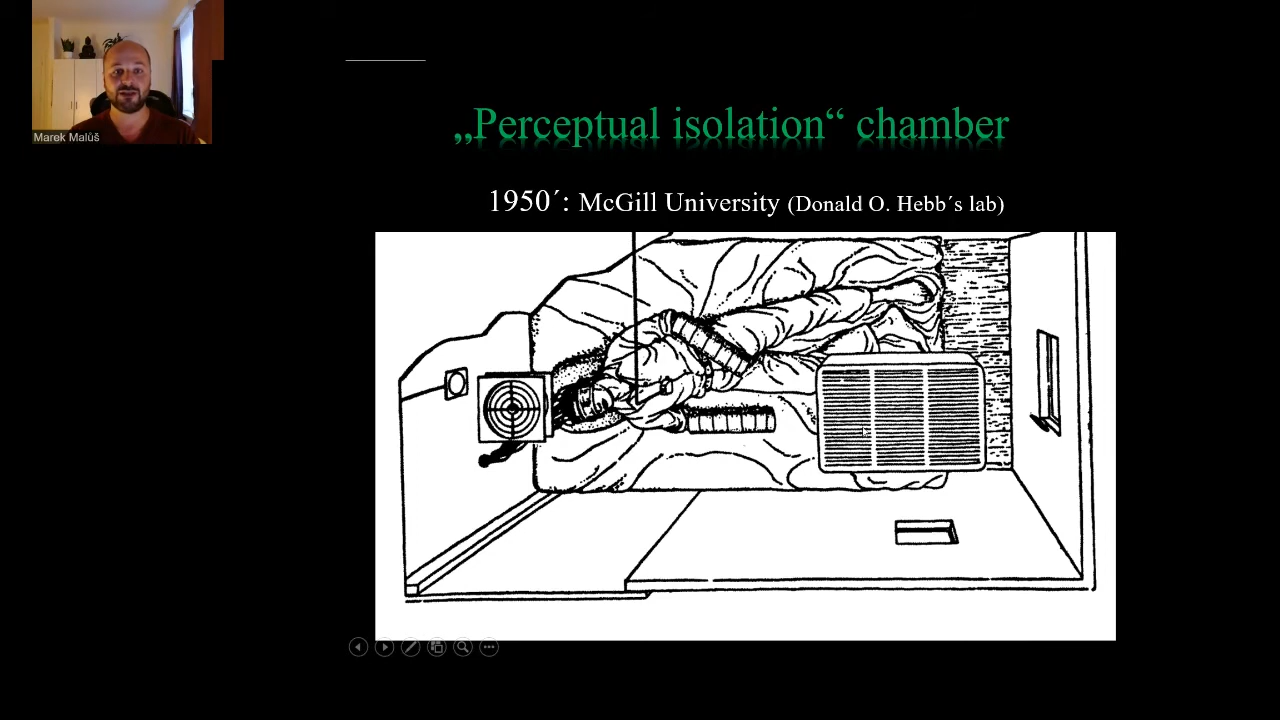 Marek Malůš
„Perceptual isolation“ chamber
1950´: McGill University (Donald O. Hebb´s lab)